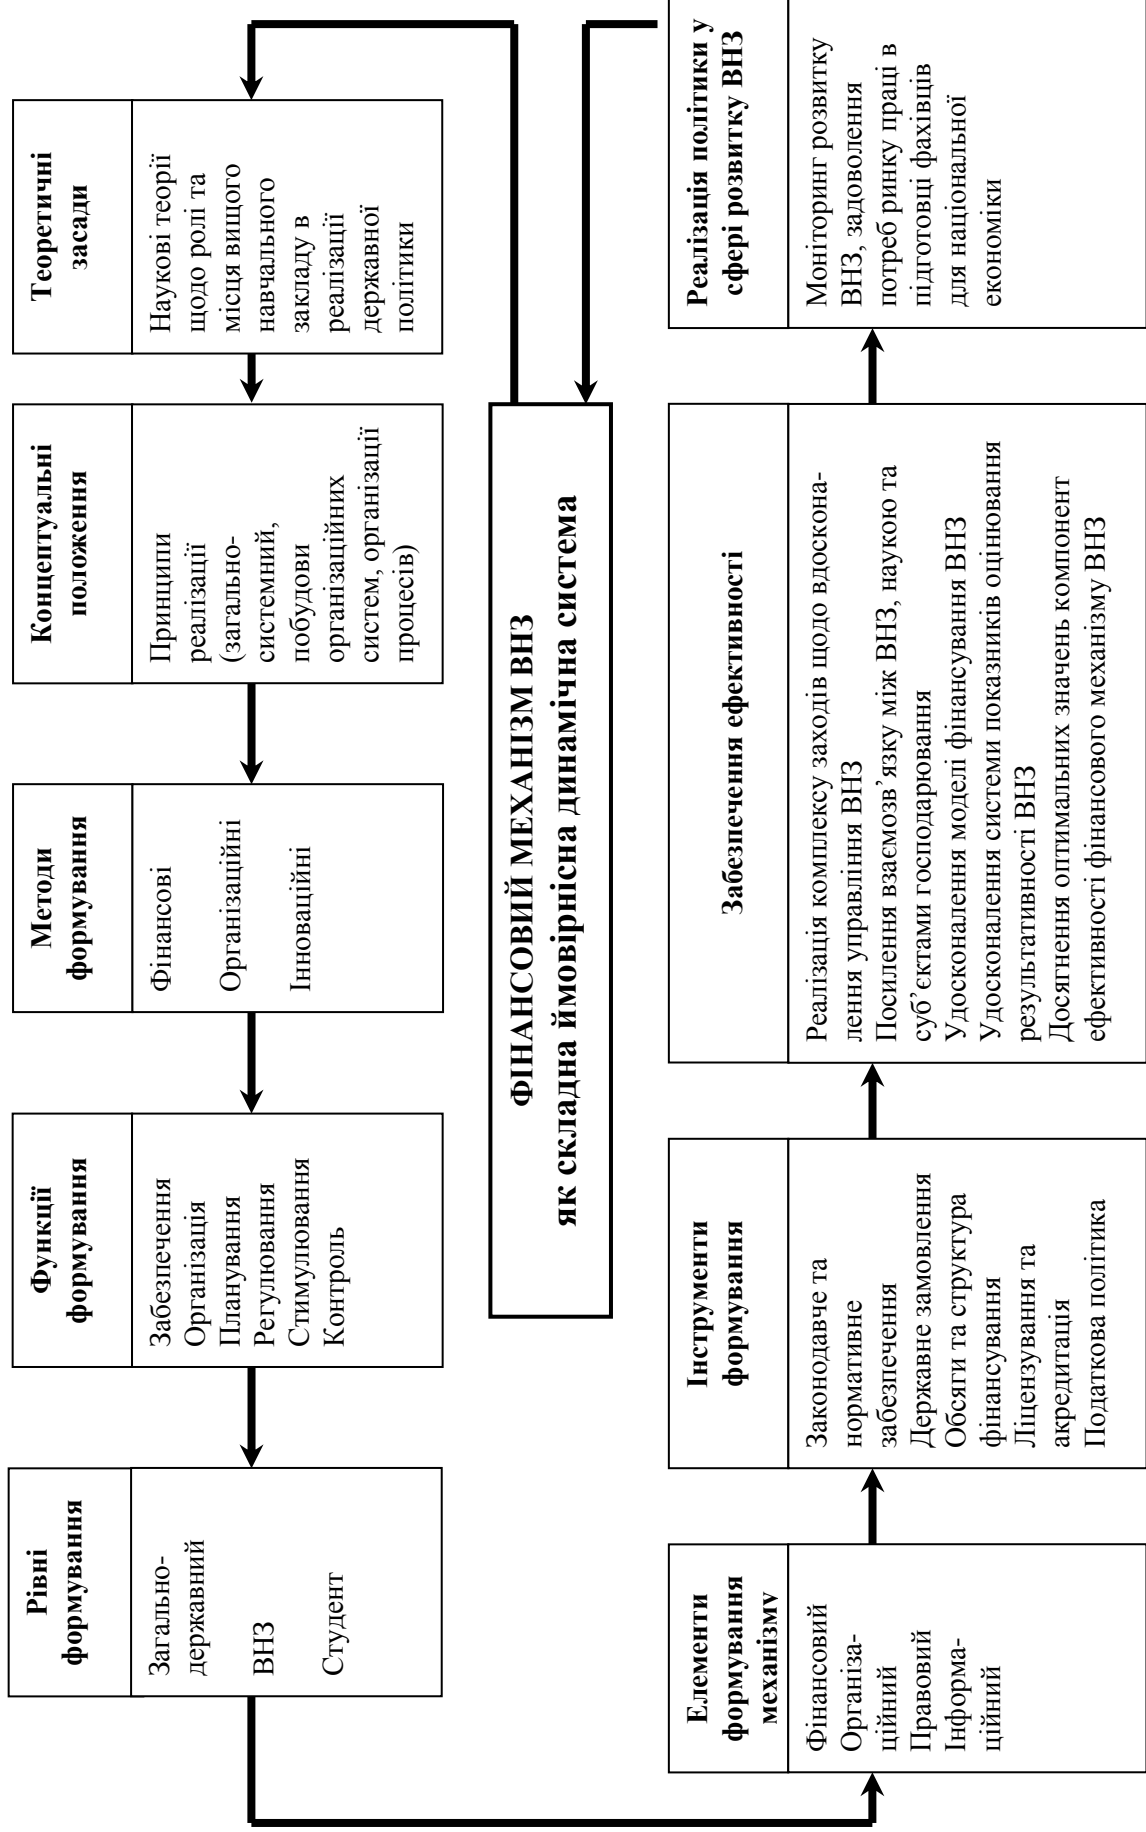 Теоретичні
засади
Наукові теорії
щодо ролі та
місця вищого
навчального
закладу в
реалізації
державної
політики
Концептуальні
положення
Принципи
реалізації
(загально-
системний,
побудови
організаційних
систем, організації
процесів)
Методи
формування
Фінансові
Організаційні
Інноваційні
Функції
формування
Забезпечення
Організація
Планування
Регулювання
Стимулювання
Контроль
Рівні
формування
Загально-
державний
ВНЗ
Студент
ФІНАНСОВИЙ МЕХАНІЗМ ВНЗ
як складна ймовірнісна динамічна система
Елементи
формування
механізму
Фінансовий
Організа-
ційний
Правовий
Інформа-
ційний
Інструменти
формування
Законодавче та
нормативне
забезпечення
Державне замовлення
Обсяги та структура
фінансування
Ліцензування та
акредитація
Податкова політика
Забезпечення ефективності
Реалізація комплексу заходів щодо вдоскона-
лення управління ВНЗ
Посилення взаємозв’язку між ВНЗ, наукою та
суб’єктами господарювання
Удосконалення моделі фінансування ВНЗ
Удосконалення системи показників оцінювання
результативності ВНЗ
Досягнення оптимальних значень компонент
ефективності фінансового механізму ВНЗ
Реалізація політики у
сфері розвитку ВНЗ
Моніторинг розвитку
ВНЗ, задоволення
потреб ринку праці в
підготовці фахівців
для національної
економіки